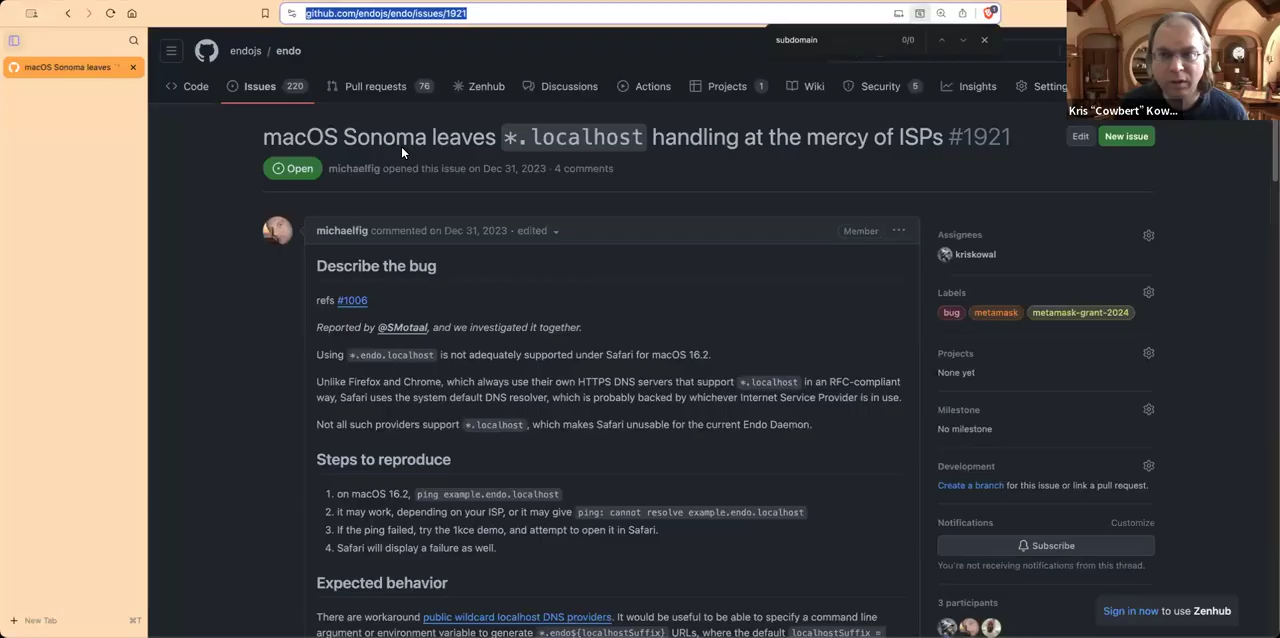 github.com/endojs/endo/issues/1921
subdomain
0/0
macOS Sonoma leaves
endojs / endo
Code
Issues 220
Pull requests 76
Zenhub
Discussions
Actions
Projects 1
Wiki
Security 5
Insights
Setting
Kris "Cowbert" Kow...
macOS Sonoma leaves *.localhost handling at the mercy of ISPs #1921
Edit
New issue
Open
michaelfig opened this issue on Dec 31, 2023 · 4 comments
michaelfig commented on Dec 31, 2023 · edited
Member
Describe the bug
refs #1006
Reported by @SMotaal, and we investigated it together.
Using *.endo.localhost is not adequately supported under Safari for macOS 16.2.
Unlike Firefox and Chrome, which always use their own HTTPS DNS servers that support *.localhost in an RFC-compliant
way, Safari uses the system default DNS resolver, which is probably backed by whichever Internet Service Provider is in use.
Not all such providers support *.localhost, which makes Safari unusable for the current Endo Daemon.
Steps to reproduce
1. on macOS 16.2, ping example.endo.localhost
2. it may work, depending on your ISP, or it may give ping: cannot resolve example.endo.localhost
3. If the ping failed, try the 1kce demo, and attempt to open it in Safari.
4. Safari will display a failure as well.
Expected behavior
There are workaround public wildcard localhost DNS providers. It would be useful to be able to specify a command line
argument or environment variable to generate *.endo${localhostSuffix} URLs, where the default localhostSuffix =
Assignees
kriskowal
Labels
bug metamask metamask-grant-2024
Projects
None yet
Milestone
No milestone
Development
Create a branch for this issue or link a pull request.
Notifications
Customize
Subscribe
You're not receiving notifications from this thread.
3 participants
Sign in now to use Zenhub
New Tab
⌘T